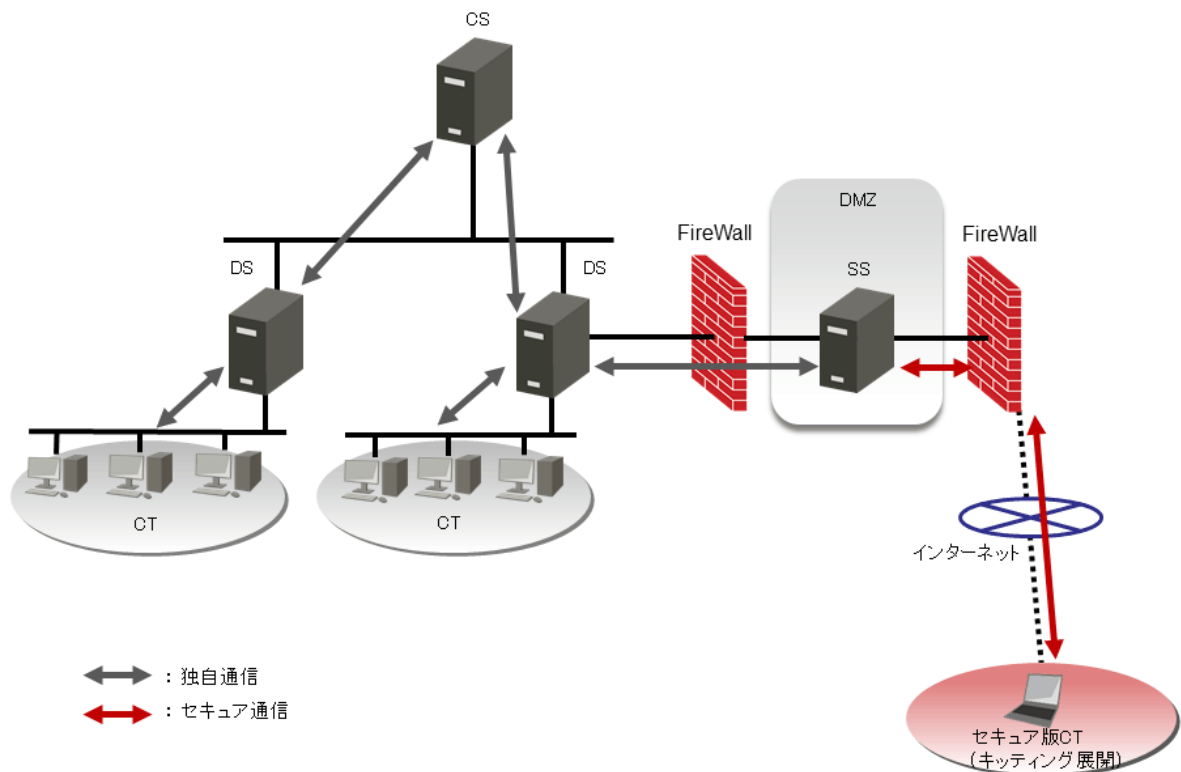 CS
DMZ
FireWall
FireWall
DS
DS
SS
CT
CT
インターネット
：独自通信
：セキュア通信
セキュア版CT
(キッティング展開)